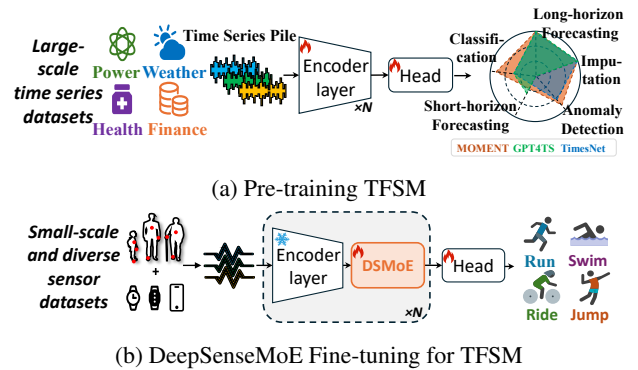 Large-
scale
time series
datasets
Power
Weather
Health
Finance
Time Series Pile
Encoder
layer
×N
Head
Long-horizon
Forecasting
Classifi-
cation
Impu-
tation
Short-horizon
Forecasting
Anomaly
Detection
MOMENT GPT4TS TimesNet
(a) Pre-training TFSM
Small-scale
and diverse
sensor
datasets
+
Encoder
layer
DSMoE
×N
Head
Run
Swim
Ride
Jump
(b) DeepSenseMoE Fine-tuning for TFSM